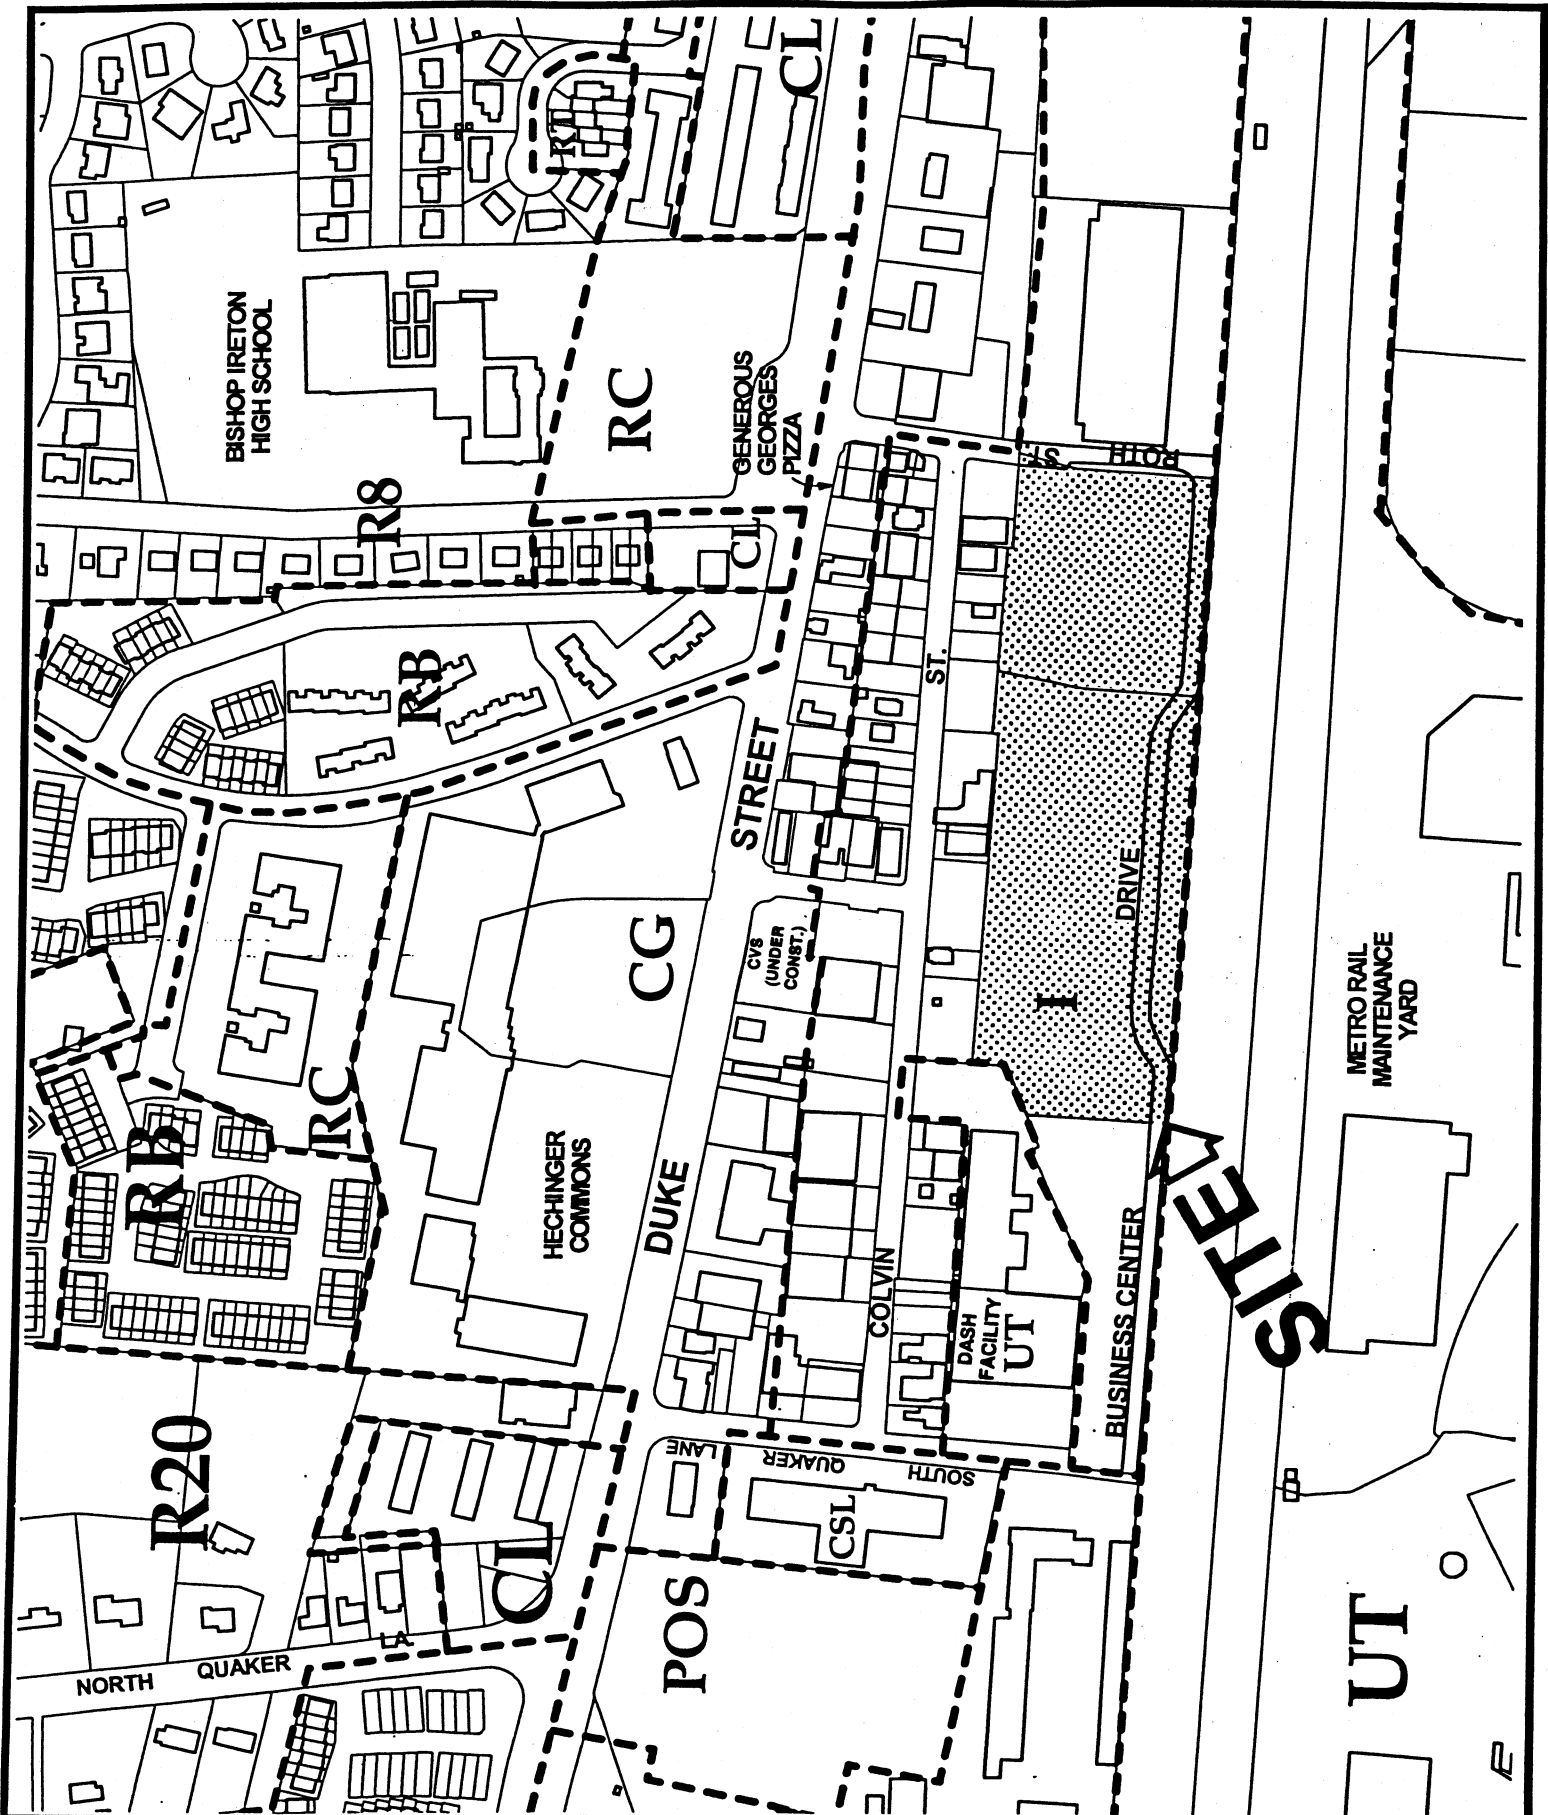 CL
R
BISHOP IRETON
HIGH SCHOOL
RC
GENEROUS
GEORGES
PIZZA
ROTH
ST.
R8
CL
RB
ST.
STREET
CG
CVS
(UNDER
CONST.)
DRIVE
I
METRO RAIL
MAINTENANCE
YARD
RC
RB
HECHINGER
COMMONS
DUKE
COLVIN
DASH
FACILITY
UT
BUSINESS CENTER
SITE
R20
LANE
QUAKER
SOUTH
CSL
CL
POS
UT
NORTH QUAKER LA.